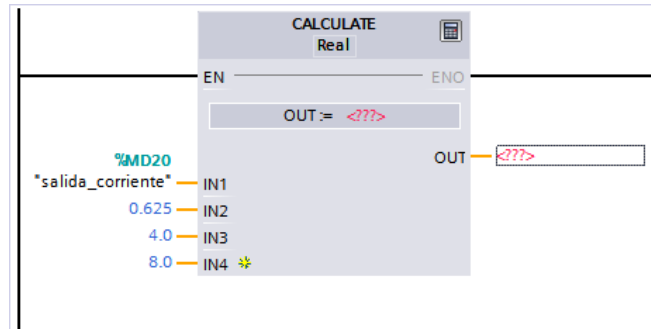 CALCULATE
Real
EN
ENO
OUT := <???>
%MD20
OUT
<???>
"salida_corriente"
IN1
0.625
IN2
4.0
IN3
8.0
IN4